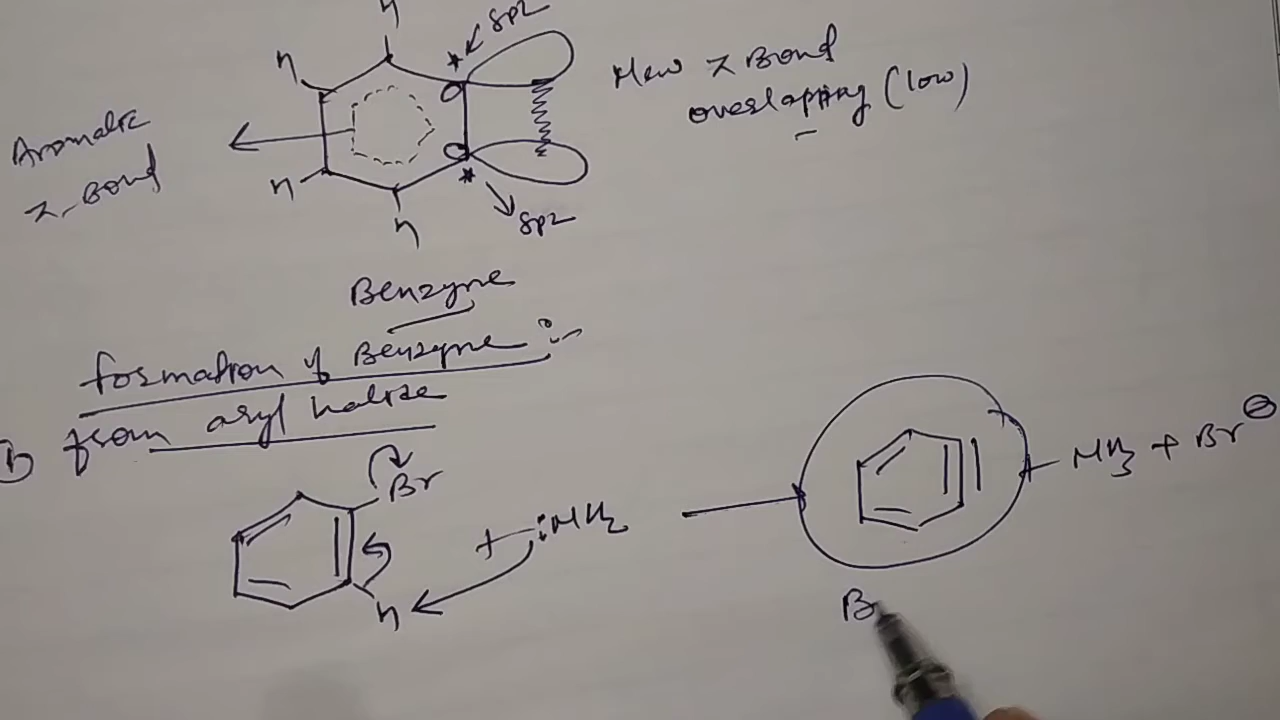 H
SP2
H
New π Bond
overlapping (low)
Aromatic
π-Bond
H
SP2
H
Benzyne
formation of Benzyne :-
1) from aryl halide
Br
+ :NH2
H
+ NH3 + Br⊖
B